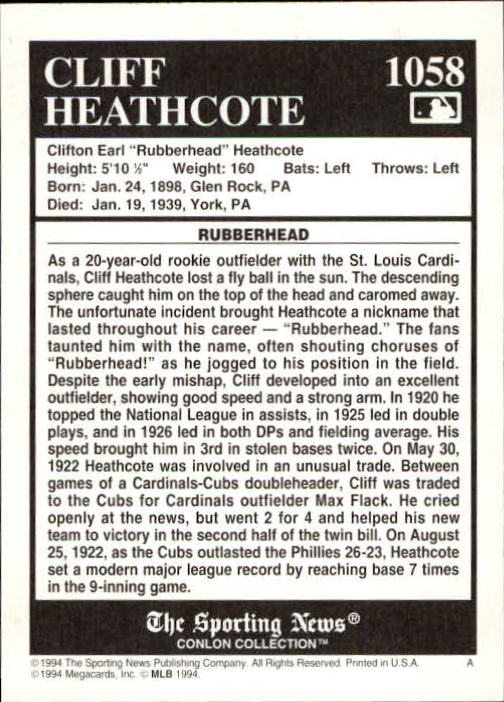 CLIFF
HEATHCOTE
1058
Clifton Earl "Rubberhead" Heathcote
Height: 5'10 ½" Weight: 160 Bats: Left Throws: Left
Born: Jan. 24, 1898, Glen Rock, PA
Died: Jan. 19, 1939, York, PA
RUBBERHEAD
As a 20-year-old rookie outfielder with the St. Louis Cardi-
nals, Cliff Heathcote lost a fly ball in the sun. The descending
sphere caught him on the top of the head and caromed away.
The unfortunate incident brought Heathcote a nickname that
lasted throughout his career — "Rubberhead." The fans
taunted him with the name, often shouting choruses of
"Rubberhead!" as he jogged to his position in the field.
Despite the early mishap, Cliff developed into an excellent
outfielder, showing good speed and a strong arm. In 1920 he
topped the National League in assists, in 1925 led in double
plays, and in 1926 led in both DPs and fielding average. His
speed brought him in 3rd in stolen bases twice. On May 30,
1922 Heathcote was involved in an unusual trade. Between
games of a Cardinals-Cubs doubleheader, Cliff was traded
to the Cubs for Cardinals outfielder Max Flack. He cried
openly at the news, but went 2 for 4 and helped his new
team to victory in the second half of the twin bill. On August
25, 1922, as the Cubs outlasted the Phillies 26-23, Heathcote
set a modern major league record by reaching base 7 times
in the 9-inning game.
The Sporting News®
CONLON COLLECTION™
©1994 The Sporting News Publishing Company. All Rights Reserved. Printed in U.S.A. A
©1994 Megacards, Inc. © MLB 1994.